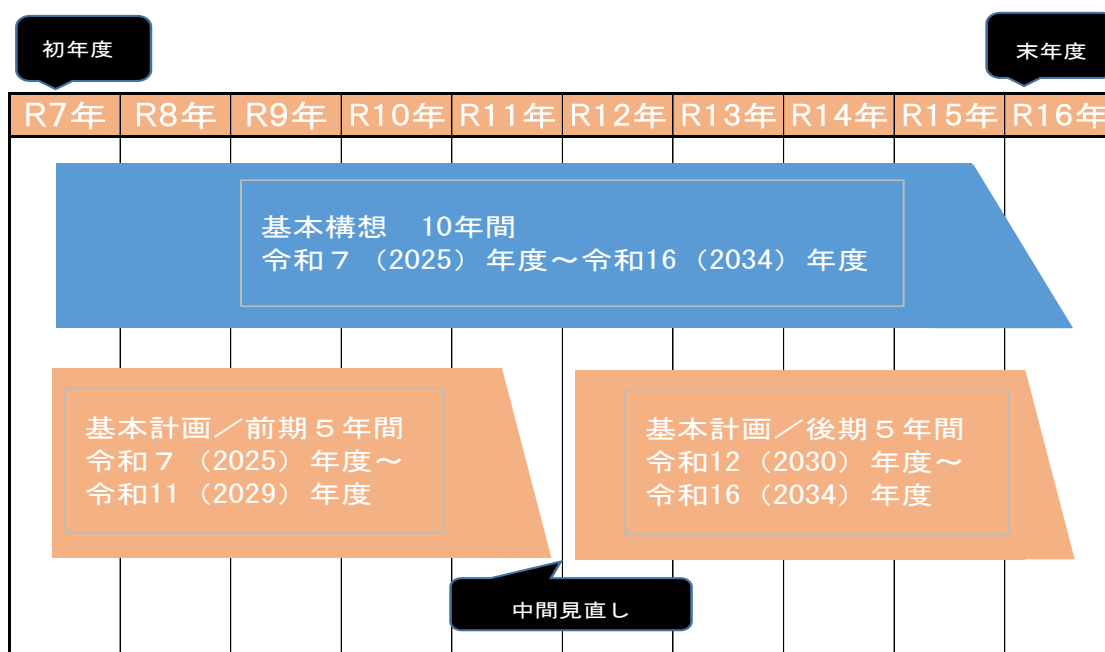 初年度
末年度
R7年 R8年 R9年 R10年 R11年 R12年 R13年 R14年 R15年 R16年
基本構想　10年間
令和７（2025）年度～令和16（2034）年度
基本計画／前期５年間
令和７（2025）年度～
令和11（2029）年度
基本計画／後期５年間
令和12（2030）年度～
令和16（2034）年度
中間見直し